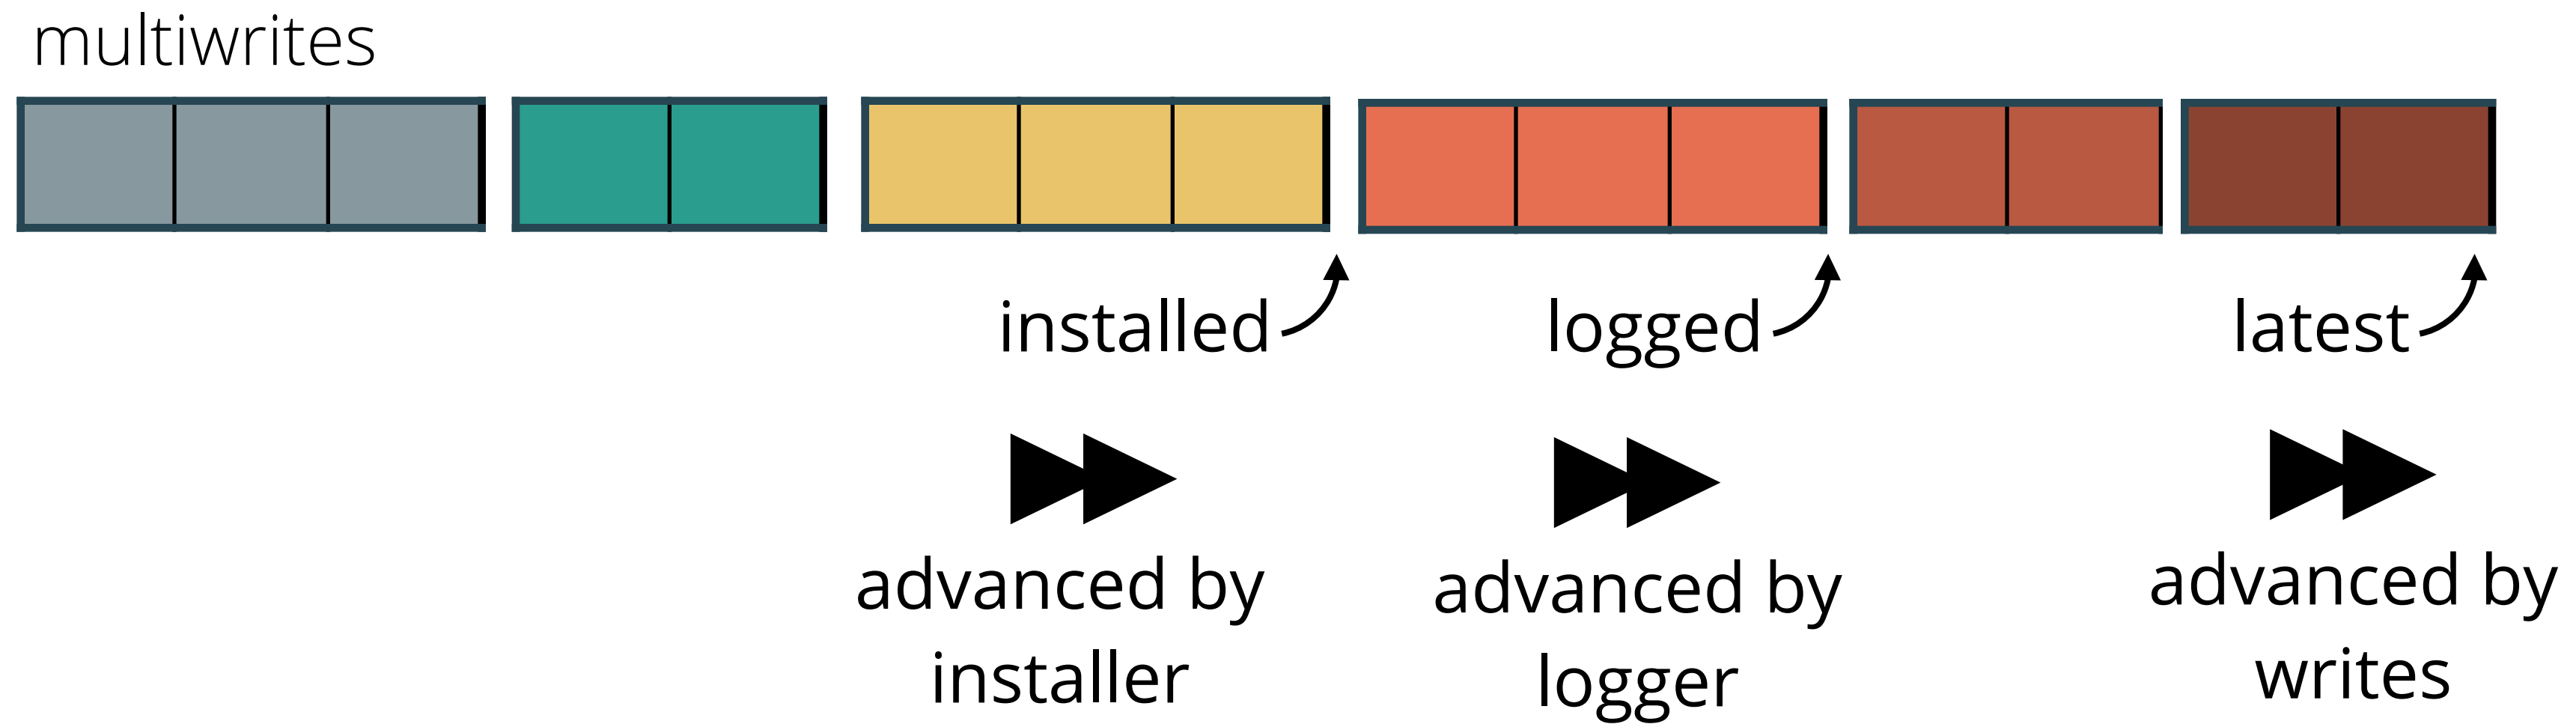 multiwrites
installed
logged
latest
advanced by
installer
advanced by
logger
advanced by
writes